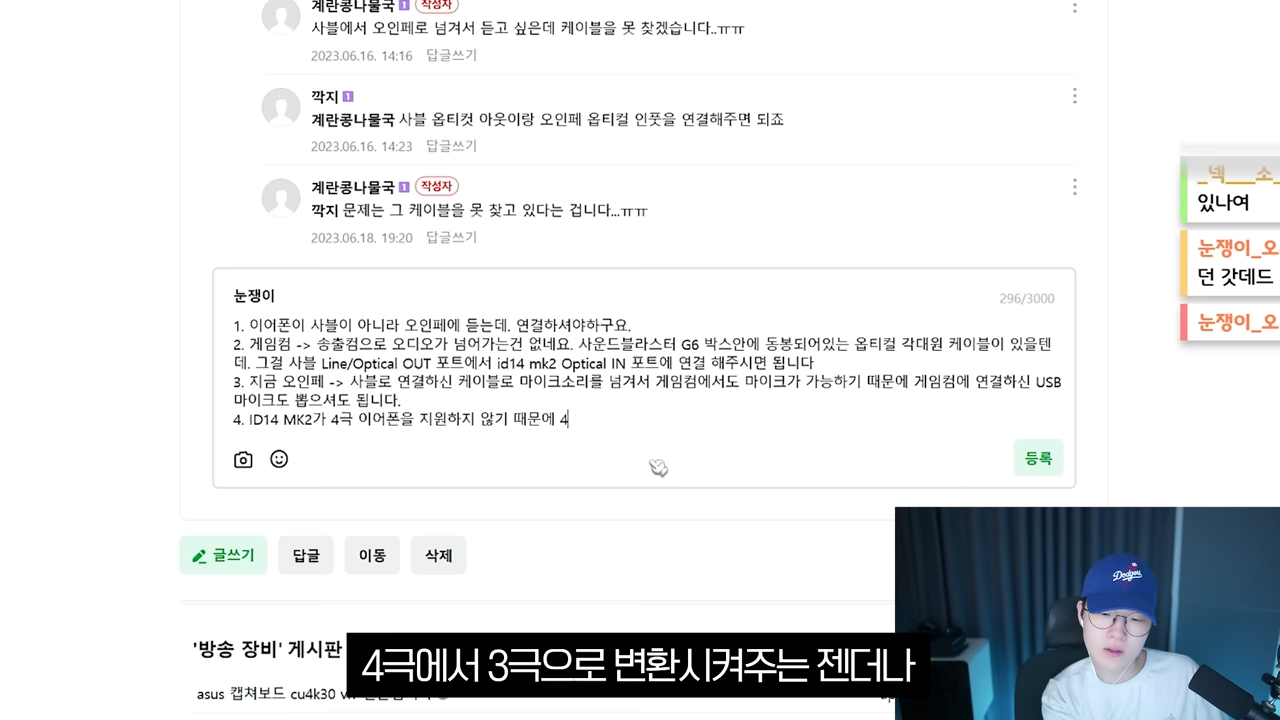 계란콩나물국 1 작성자
사블에서 오인페로 넘겨서 듣고 싶은데 케이블을 못 찾겠습니다..ㅠㅠ
2023.06.16. 14:16 답글쓰기
깍지 1
계란콩나물국 사블 옵티컷 아웃이랑 오인페 옵티컬 인풋을 연결해주면 되죠
2023.06.16. 14:23 답글쓰기
계란콩나물국 1 작성자
깍지 문제는 그 케이블을 못 찾고 있다는 겁니다...ㅠㅠ
2023.06.18. 19:20 답글쓰기
있나여
눈쟁이_오
던 갓데드
눈쟁이_오
눈쟁이
296/3000
1. 이어폰이 사블이 아니라 오인페에 듣는데. 연결하셔야하구요.
2. 게임컴 -> 송출컴으로 오디오가 넘어가는건 없네요. 사운드블라스터 G6 박스안에 동봉되어있는 옵티컬 각대원 케이블이 있을텐
데. 그걸 사블 Line/Optical OUT 포트에서 id14 mk2 Optical IN 포트에 연결 해주시면 됩니다
3. 지금 오인페 -> 사블로 연결하신 케이블로 마이크소리를 넘겨서 게임컴에서도 마이크가 가능하기 때문에 게임컴에 연결하신 USB
마이크도 뽑으셔도 됩니다.
4. ID14 MK2가 4극 이어폰을 지원하지 않기 때문에 4
등록
글쓰기 답글 이동 삭제
'방송 장비' 게시판
asus 캡쳐보드 cu4k30
Dodgers
4극에서 3극으로 변환시켜주는 젠더나